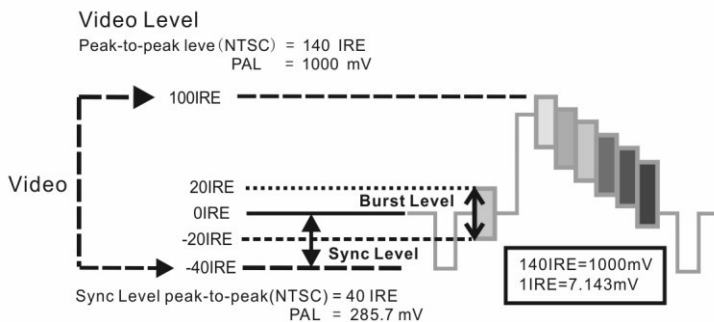 Video Level
Peak-to-peak leve(NTSC) = 140 IRE
PAL = 1000 mV
100IRE
Video
20IRE
Burst Level
0IRE
-20IRE
Sync Level
-40IRE
140IRE=1000mV
1IRE=7.143mV
Sync Level peak-to-peak(NTSC) = 40 IRE
PAL = 285.7 mV